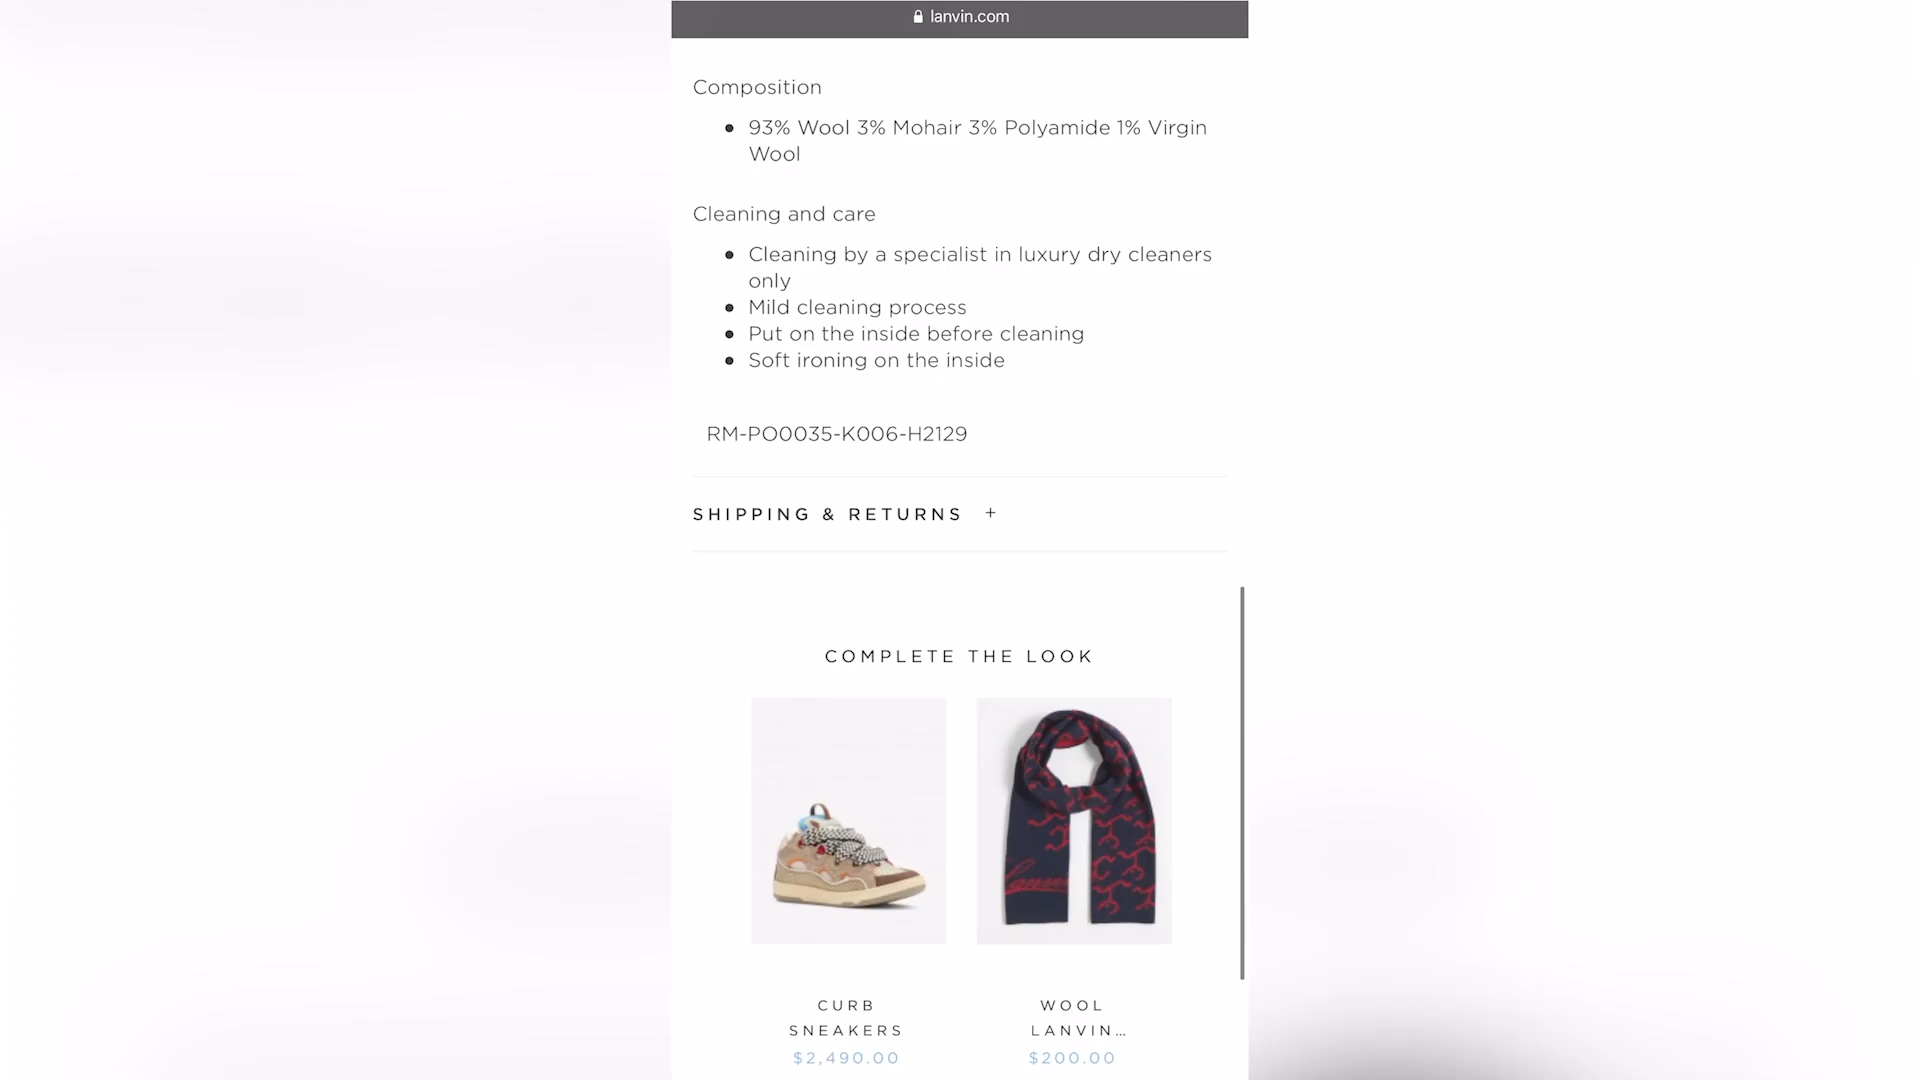 lanvin.com
Composition
93% Wool 3% Mohair 3% Polyamide 1% Virgin
Wool
Cleaning and care
Cleaning by a specialist in luxury dry cleaners
only
Mild cleaning process
Put on the inside before cleaning
Soft ironing on the inside
RM-PO0035-K006-H2129
SHIPPING & RETURNS +
COMPLETE THE LOOK
CURB
SNEAKERS
$2,490.00
WOOL
LANVIN...
$200.00